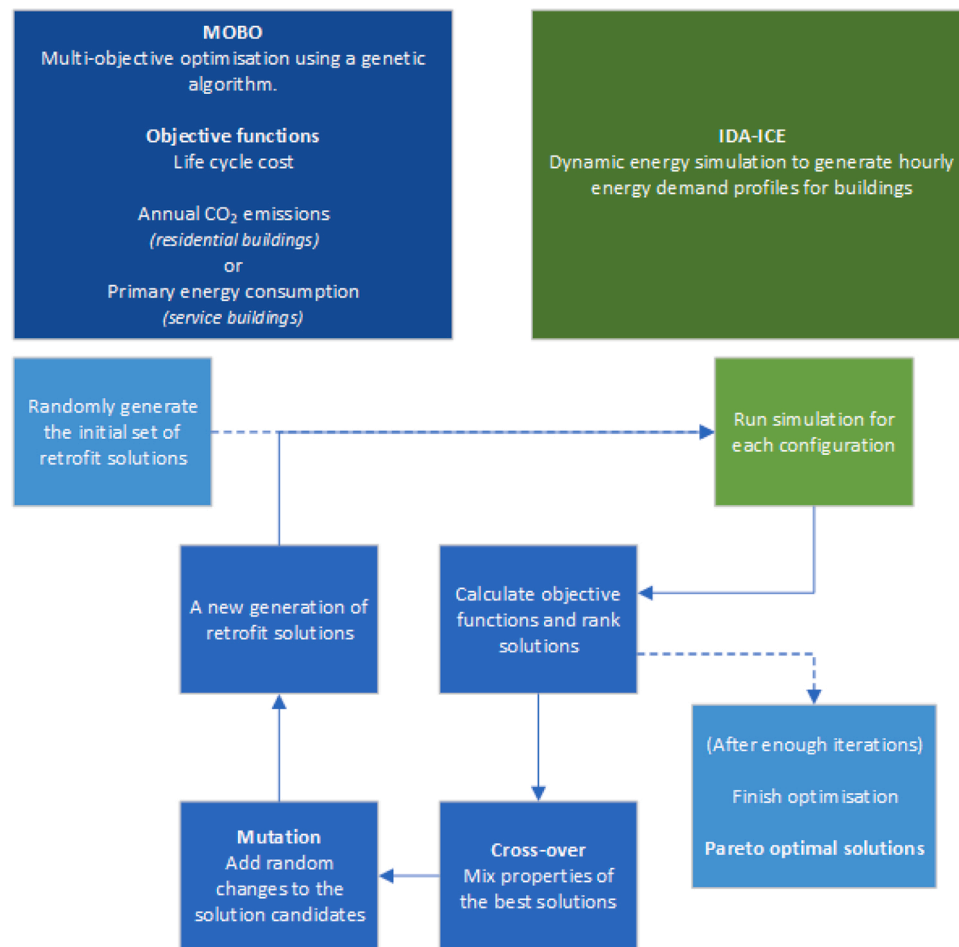 MOBO
Multi-objective optimisation using a genetic
algorithm.
Objective functions
Life cycle cost
Annual CO₂ emissions
(residential buildings)
or
Primary energy consumption
(service buildings)
IDA-ICE
Dynamic energy simulation to generate hourly
energy demand profiles for buildings
Randomly generate
the initial set of
retrofit solutions
Run simulation for
each configuration
A new generation of
retrofit solutions
Calculate objective
functions and rank
solutions
(After enough iterations)
Finish optimisation
Pareto optimal solutions
Mutation
Add random
changes to the
solution candidates
Cross-over
Mix properties of
the best solutions